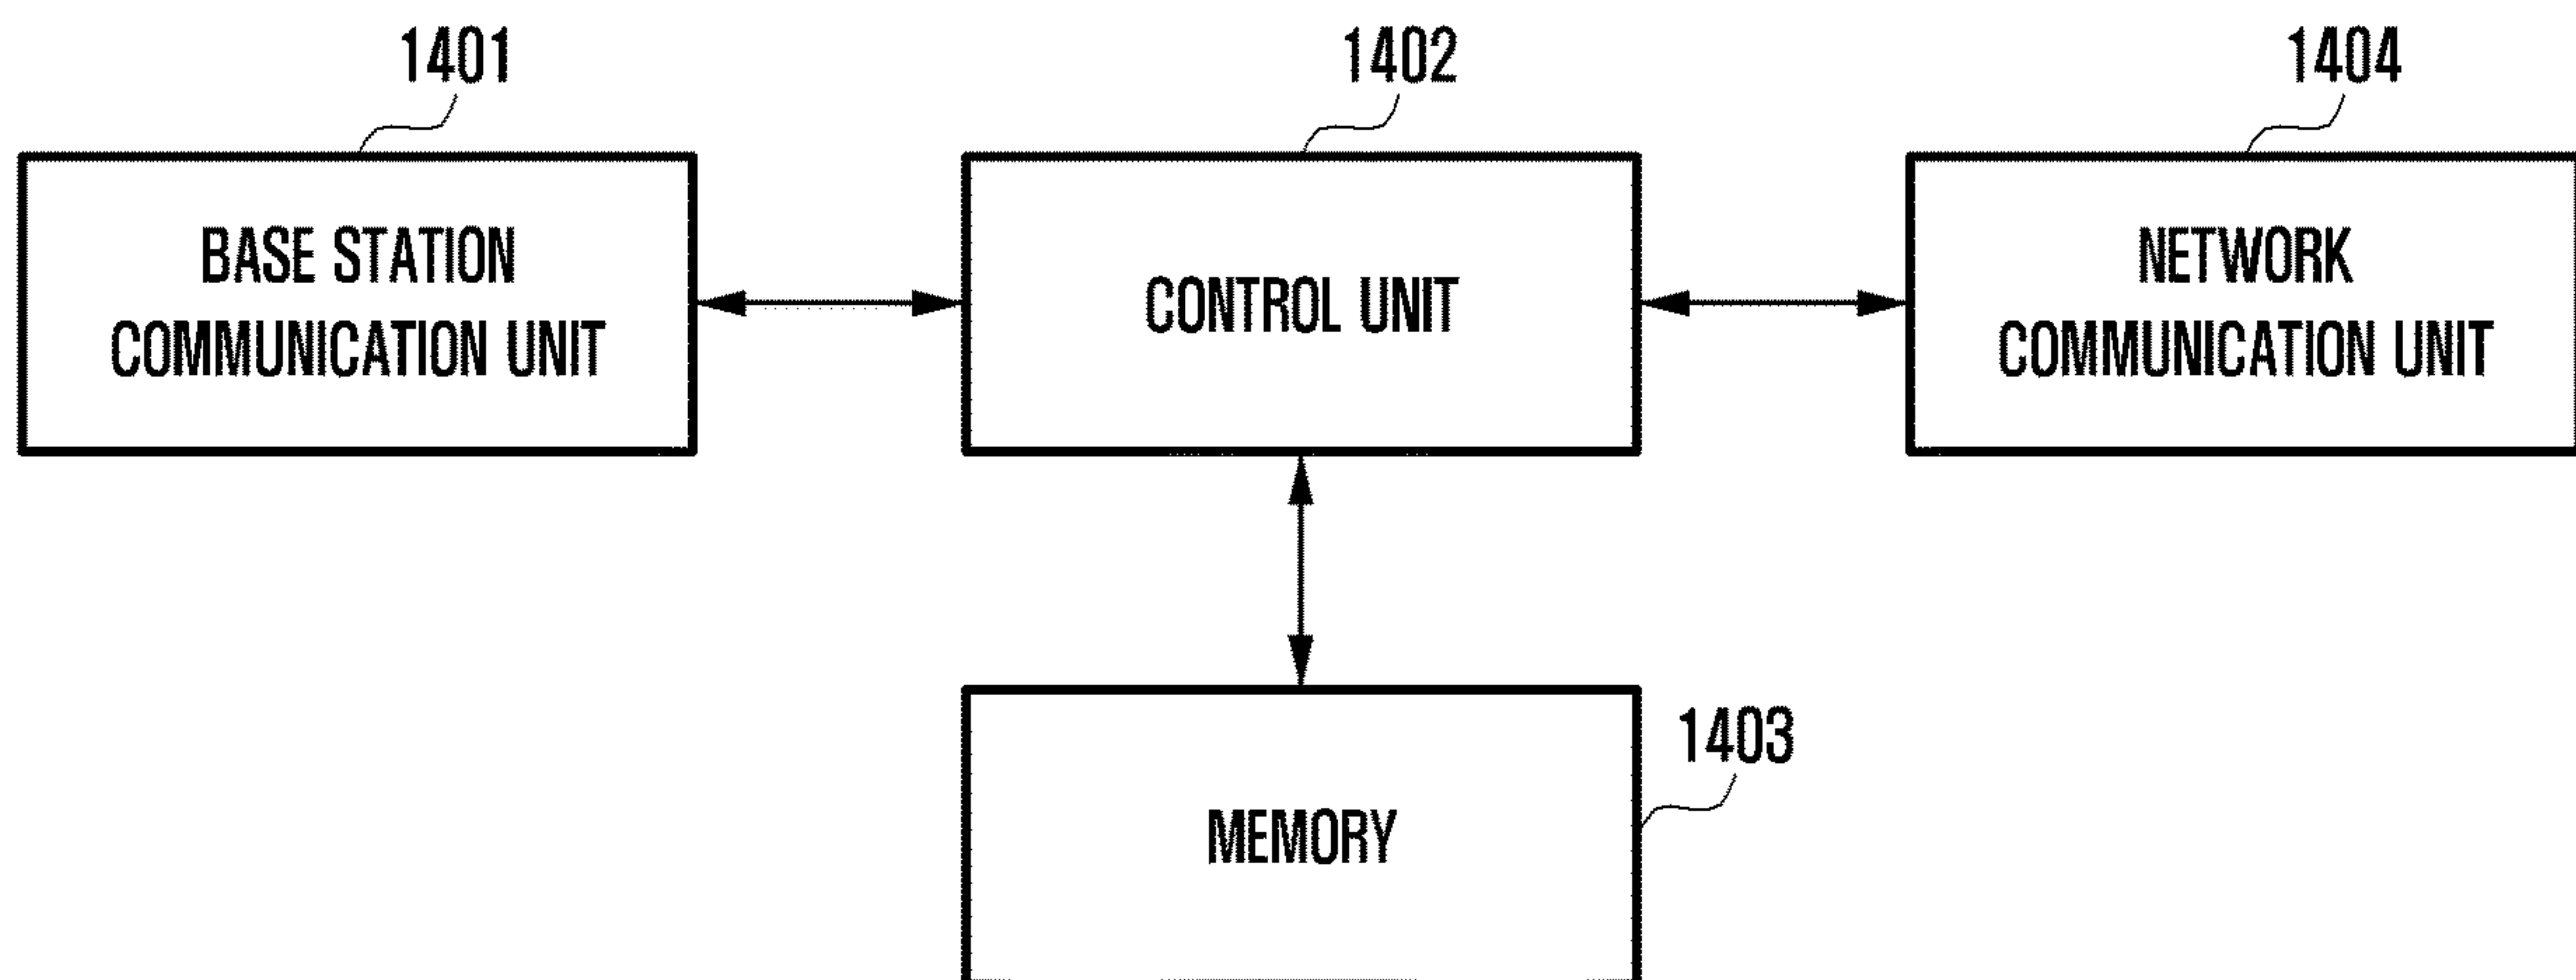 1401
1402
1404
BASE STATION
COMMUNICATION UNIT
CONTROL UNIT
NETWORK
COMMUNICATION UNIT
1403
MEMORY